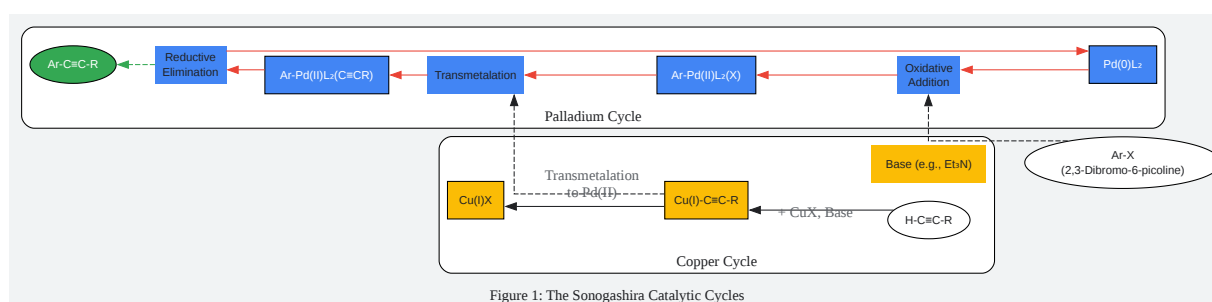 Ar-C≡C-R
Reductive
Elimination
Ar-Pd(II)L₂(C≡CR)
Transmetalation
Ar-Pd(II)L₂(X)
Oxidative
Addition
Pd(0)L₂
Palladium Cycle
Ar-X
(2,3-Dibromo-6-picoline)
Base (e.g., Et₃N)
Transmetalation
to Pd(II)
Cu(I)X
Cu(I)-C≡C-R
+ CuX, Base
H-C≡C-R
Copper Cycle
Figure 1: The Sonogashira Catalytic Cycles